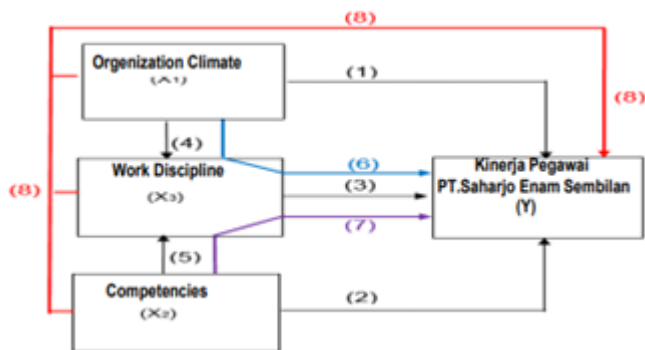 (8)
Orgenization Climate
(X1)
(1)
(8)
(4)
(6)
Work Discipline
(X3)
(3)
Kinerja Pegawai
PT.Saharjo Enam Sembilan
(Y)
(8)
(7)
(5)
Competencies
(X2)
(2)